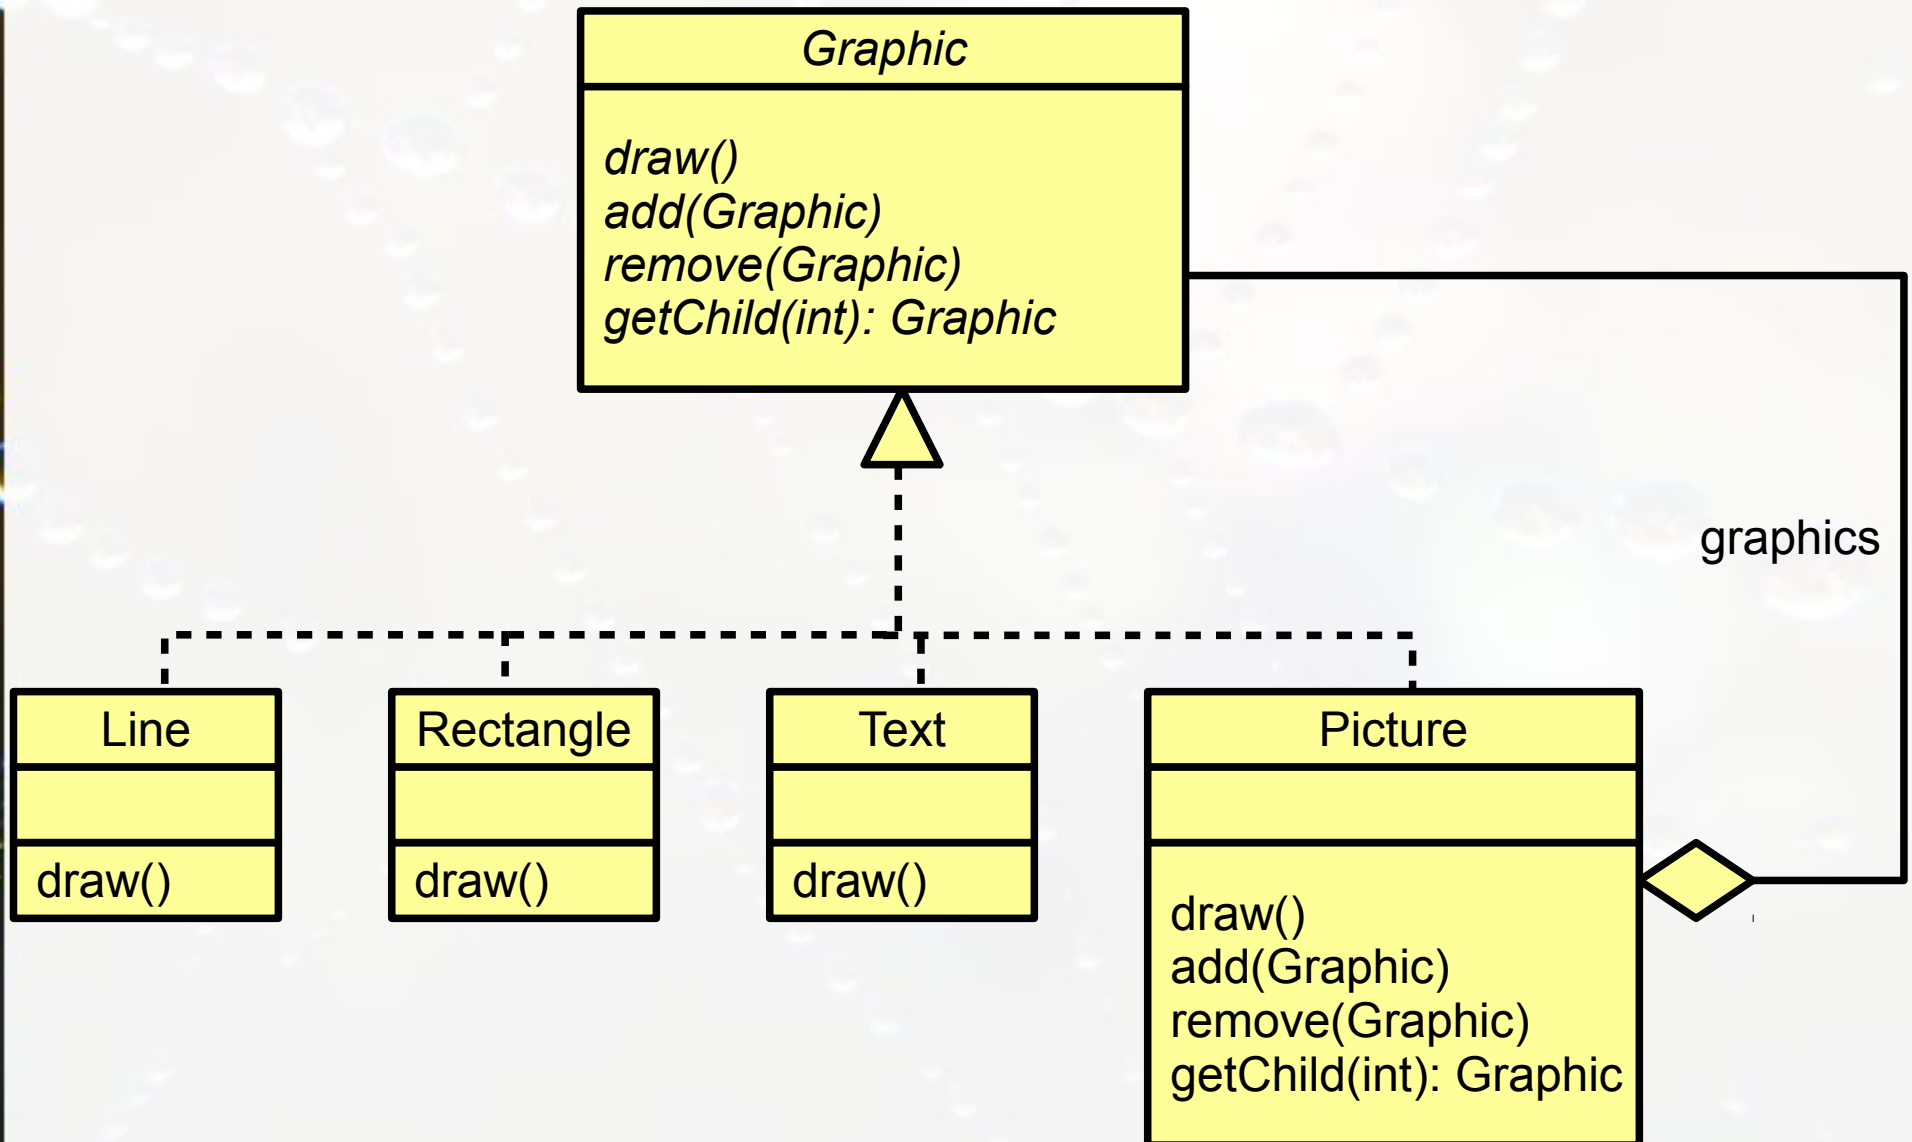 Graphic
draw()
add(Graphic)
remove(Graphic)
getChild(int): Graphic
graphics
Line
draw()
Rectangle
draw()
Text
draw()
Picture
draw()
add(Graphic)
remove(Graphic)
getChild(int): Graphic